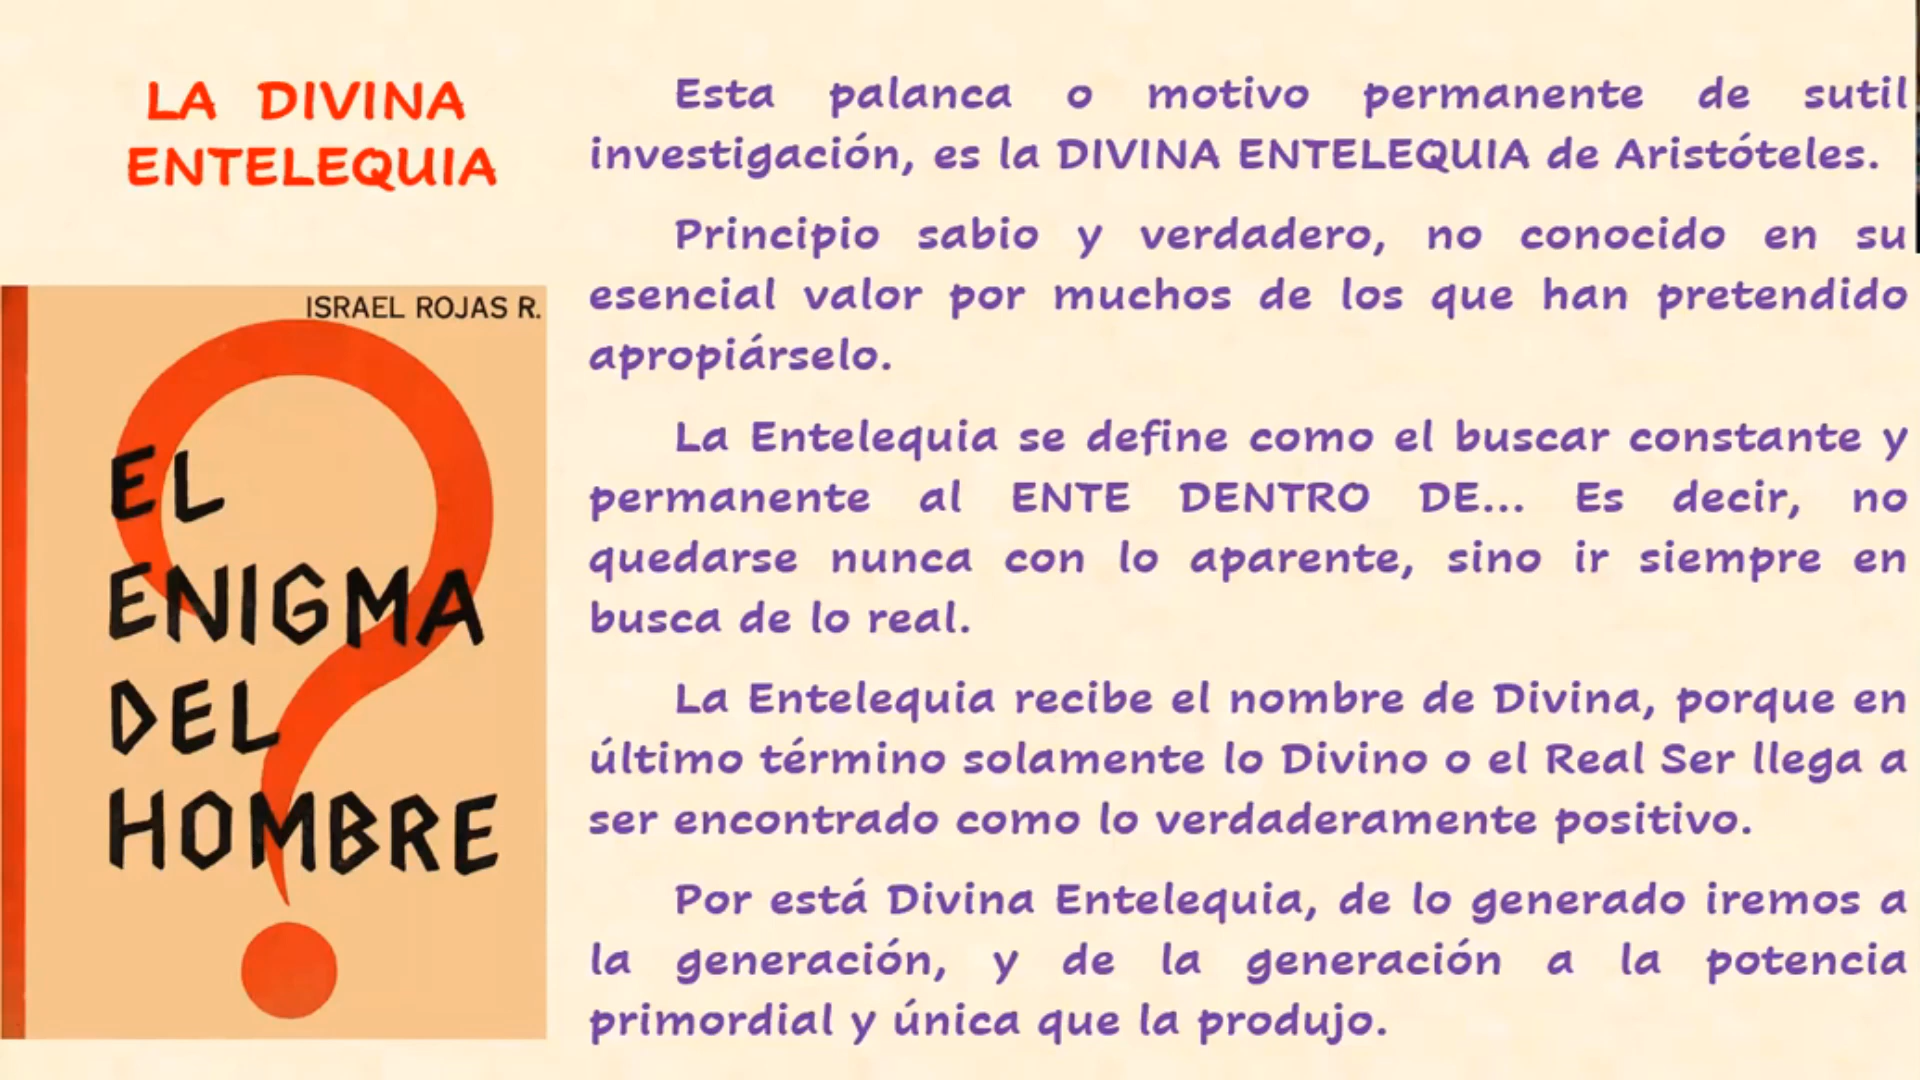 LA DIVINA
ENTELEQUIA
ISRAEL ROJAS R.
EL
ENIGMA
DEL
HOMBRE
Esta palanca o motivo permanente de sutil
investigación, es la DIVINA ENTELEQUIA de Aristóteles.
Principio sabio y verdadero, no conocido en su
esencial valor por muchos de los que han pretendido
apropiárselo.
La Entelequia se define como el buscar constante y
permanente al ENTE DENTRO DE... Es decir, no
quedarse nunca con lo aparente, sino ir siempre en
busca de lo real.
La Entelequia recibe el nombre de Divina, porque en
último término solamente lo Divino o el Real Ser llega a
ser encontrado como lo verdaderamente positivo.
Por está Divina Entelequia, de lo generado iremos a
la generación, y de la generación a la potencia
primordial y única que la produjo.